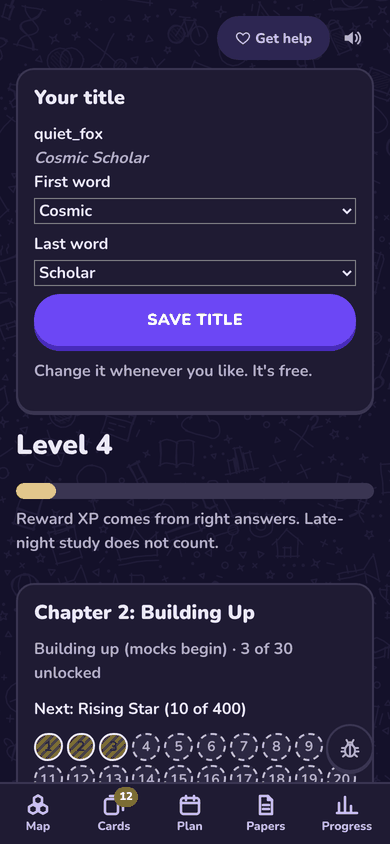 Get help
Your title
quiet_fox
Cosmic Scholar
First word
Cosmic
Last word
Scholar
SAVE TITLE
Change it whenever you like. It's free.
Level 4
Reward XP comes from right answers. Late-
night study does not count.
Chapter 2: Building Up
Building up (mocks begin) · 3 of 30
unlocked
Next: Rising Star (10 of 400)
1 2 3 4 5 6 7 8 9
11 12 13 14 15 16 17 18 19 20
12
Map Cards Plan Papers Progress